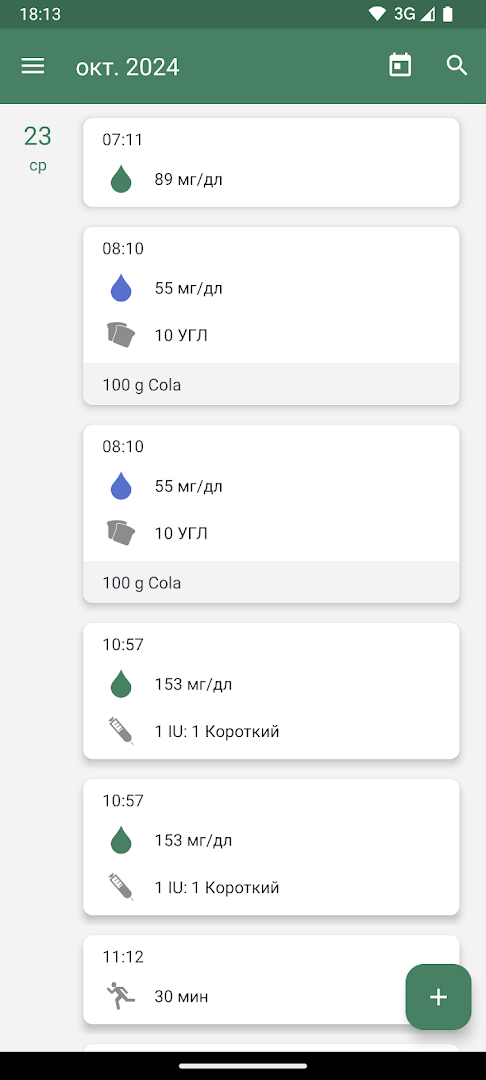 18:13
3G
окт. 2024
23
ср
07:11
89 мг/дл
08:10
55 мг/дл
10 УГЛ
100 g Cola
08:10
55 мг/дл
10 УГЛ
100 g Cola
10:57
153 мг/дл
1 IU: 1 Короткий
10:57
153 мг/дл
1 IU: 1 Короткий
11:12
30 мин